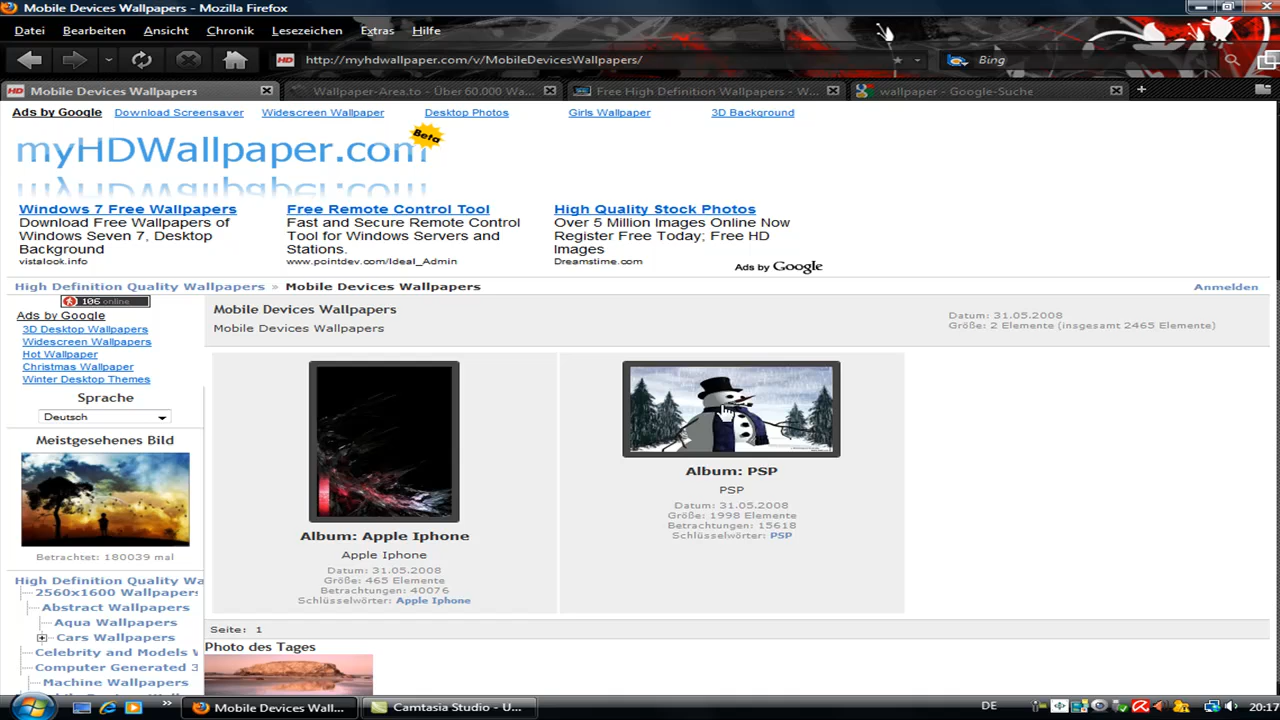 Mobile Devices Wallpapers - Mozilla Firefox
Datei Bearbeiten Ansicht Chronik Lesezeichen Extras Hilfe
http://myhdwallpaper.com/v/MobileDevicesWallpapers/
Bing
Mobile Devices Wallpapers
Wallpaper-Area.to - Über 60.000 Wa...
Free High Definition Wallpapers - W...
wallpaper - Google-Suche
Ads by Google Download Screensaver Widescreen Wallpaper Desktop Photos Girls Wallpaper 3D Background
Beta
myHDWallpaper.com
Windows 7 Free Wallpapers
Download Free Wallpapers of
Windows Seven 7, Desktop
Background
vistalook.info
Free Remote Control Tool
Fast and Secure Remote Control
Tool for Windows Servers and
Stations.
www.pointdev.com/Ideal_Admin
High Quality Stock Photos
Over 5 Million Images Online Now
Register Free Today; Free HD
Images
Dreamstime.com
Ads by Google
High Definition Quality Wallpapers » Mobile Devices Wallpapers
Anmelden
106 online
Ads by Google
3D Desktop Wallpapers
Widescreen Wallpapers
Hot Wallpaper
Christmas Wallpaper
Winter Desktop Themes
Sprache
Deutsch
Meistgesehenes Bild
Betrachtet: 180039 mal
High Definition Quality Wa
2560x1600 Wallpapers
Abstract Wallpapers
Aqua Wallpapers
Cars Wallpapers
Celebrity and Models W
Computer Generated 3
Machine Wallpapers
Mobile Devices Wallpapers
Mobile Devices Wallpapers
Datum: 31.05.2008
Größe: 2 Elemente (insgesamt 2465 Elemente)
Album: Apple Iphone
Apple Iphone
Datum: 31.05.2008
Größe: 465 Elemente
Betrachtungen: 40076
Schlüsselwörter: Apple Iphone
Album: PSP
PSP
Datum: 31.05.2008
Größe: 1998 Elemente
Betrachtungen: 15618
Schlüsselwörter: PSP
Seite: 1
Photo des Tages
Mobile Devices Wall...
Camtasia Studio - U...
DE
20:17